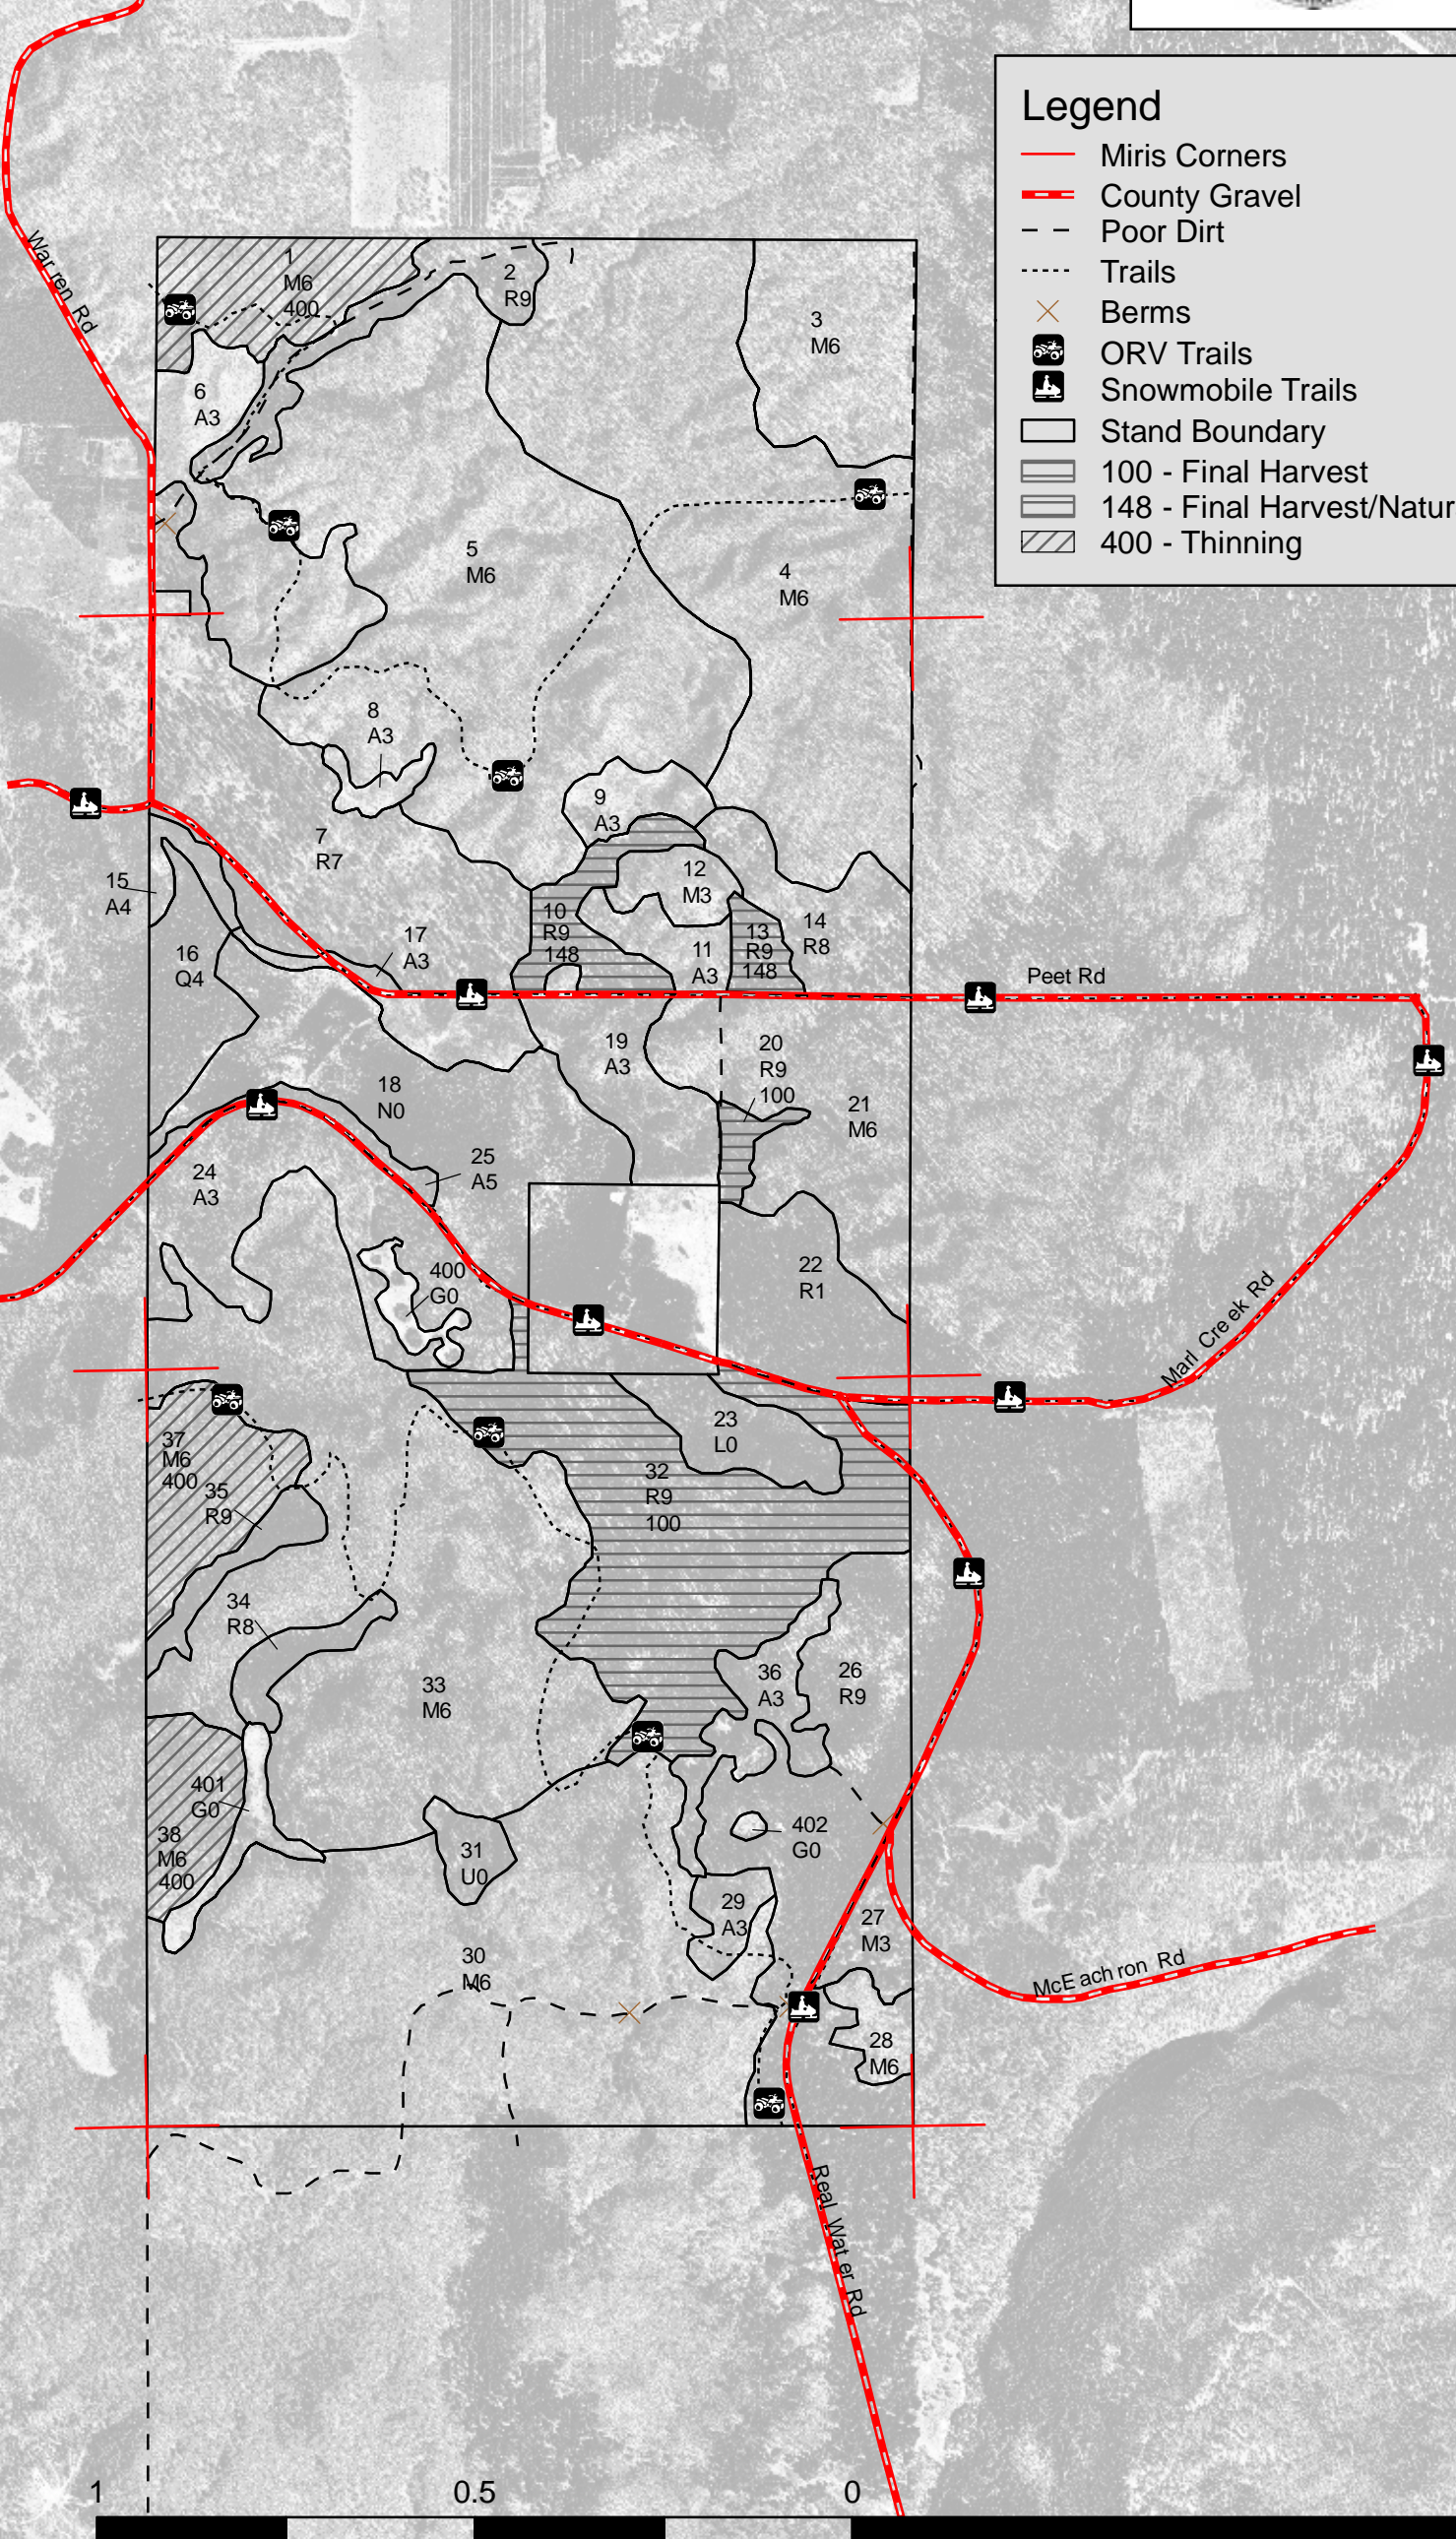 Legend
Miris Corners
County Gravel
Poor Dirt
Trails
Berms
ORV Trails
Snowmobile Trails
Stand Boundary
100 - Final Harvest
148 - Final Harvest/Natur
400 - Thinning
Warren Rd
1
M6
400
2
R9
3
M6
6
A3
5
M6
4
M6
8
A3
9
A3
7
R7
12
M3
15
A4
10
R9
148
13
R9
148
14
R8
11
A3
17
A3
16
Q4
Peet Rd
19
A3
20
R9
100
18
N0
21
M6
25
A5
24
A3
400
G0
22
R1
Marl Creek Rd
23
L0
37
M6
400
35
R9
32
R9
100
34
R8
33
M6
36
A3
26
R9
401
G0
38
M6
400
402
G0
31
U0
29
A3
27
M3
30
M6
McEachron Rd
28
M6
Real Water Rd
1
0.5
0